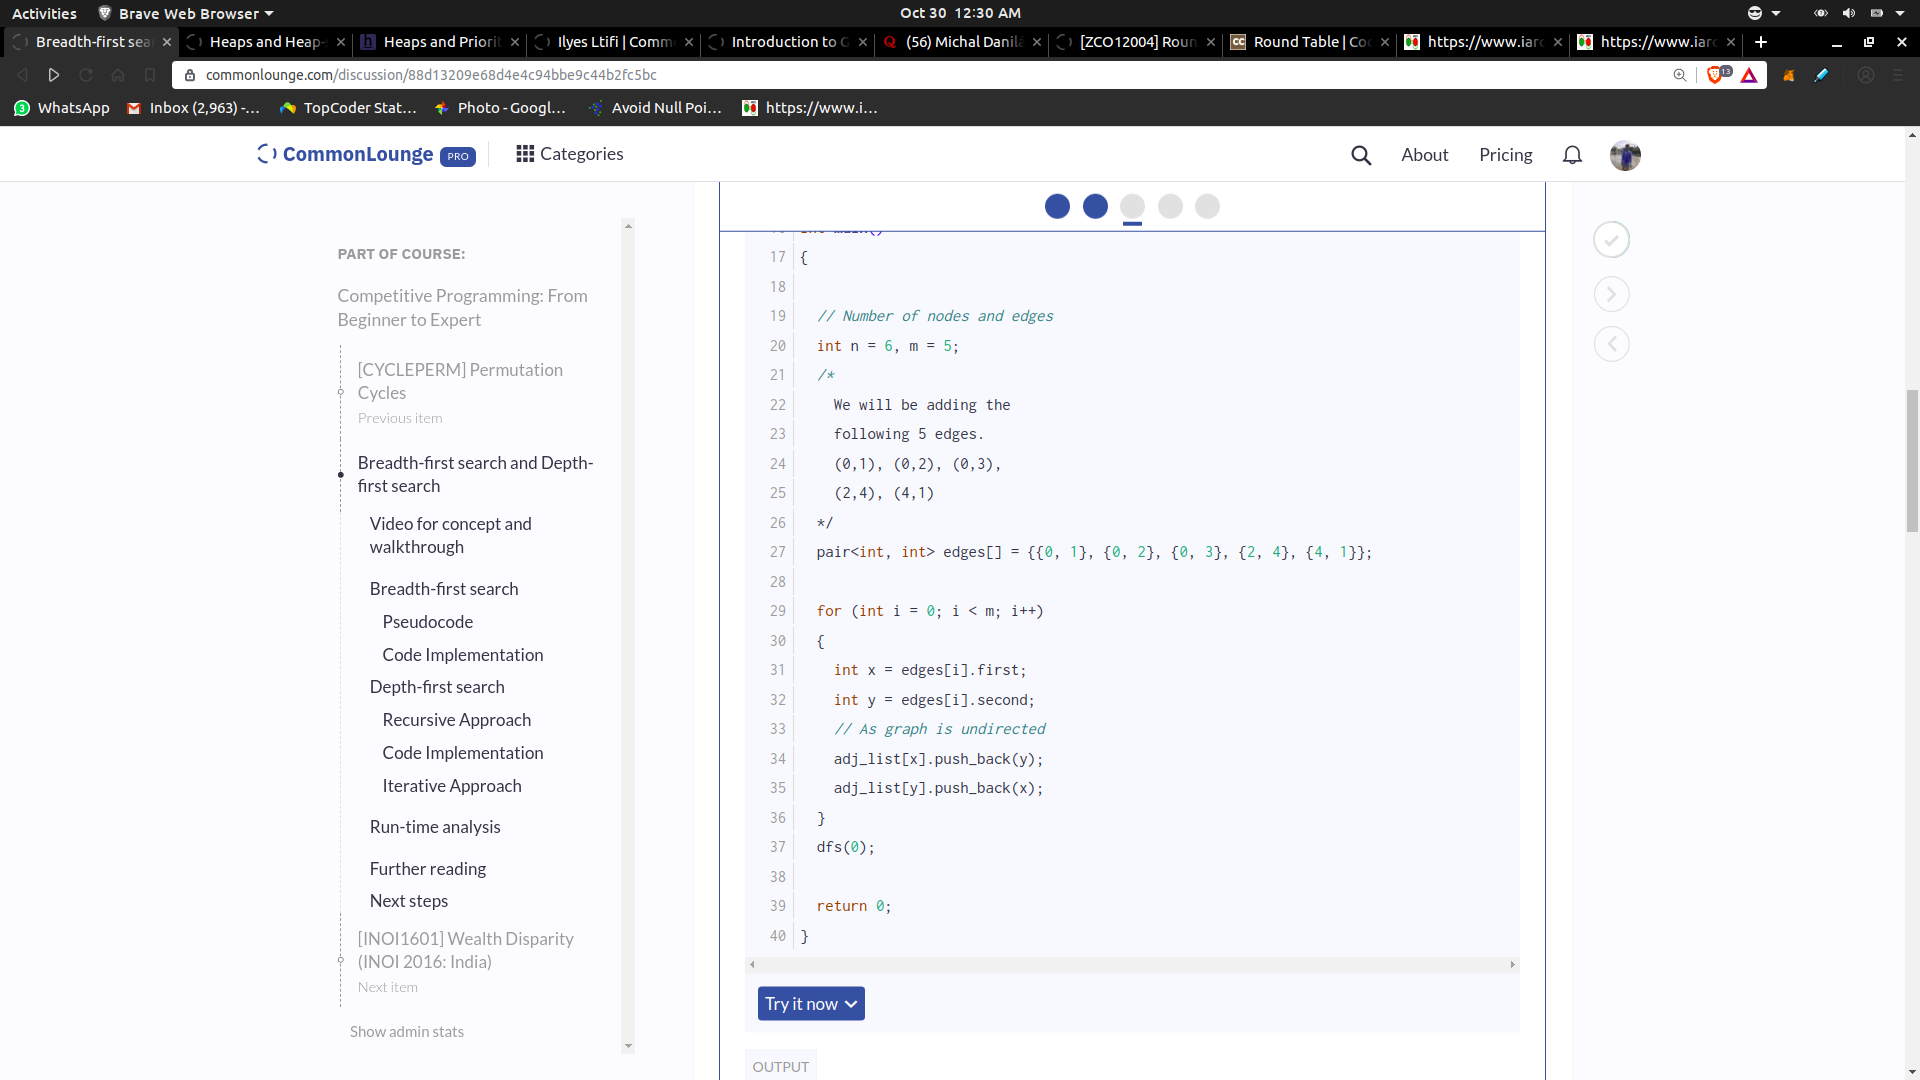 Activities
Brave Web Browser
Oct 30 12:30 AM
Breadth-first sea
Heaps and Heap-
Heaps and Priorit
Ilyes Ltifi | Comm
Introduction to G
(56) Michal Danilá
[ZCO12004] Roun
Round Table | Co
https://www.iarc
https://www.iarc
commonlounge.com/discussion/88d13209e68d4e4c94bbe9c44b2fc5bc
13
WhatsApp
Inbox (2,963) -...
TopCoder Stat...
Photo - Googl...
Avoid Null Poi...
https://www.i...
CommonLounge PRO
Categories
About
Pricing
PART OF COURSE:
Competitive Programming: From
Beginner to Expert
[CYCLEPERM] Permutation
Cycles
Previous item
Breadth-first search and Depth-
first search
Video for concept and
walkthrough
Breadth-first search
Pseudocode
Code Implementation
Depth-first search
Recursive Approach
Code Implementation
Iterative Approach
Run-time analysis
Further reading
Next steps
[INOI1601] Wealth Disparity
(INOI 2016: India)
Next item
Show admin stats
17 {
18
19 // Number of nodes and edges
20 int n = 6, m = 5;
21 /*
22 We will be adding the
23 following 5 edges.
24 (0,1), (0,2), (0,3),
25 (2,4), (4,1)
26 */
27 pair<int, int> edges[] = {{0, 1}, {0, 2}, {0, 3}, {2, 4}, {4, 1}};
28
29 for (int i = 0; i < m; i++)
30 {
31 int x = edges[i].first;
32 int y = edges[i].second;
33 // As graph is undirected
34 adj_list[x].push_back(y);
35 adj_list[y].push_back(x);
36 }
37 dfs(0);
38
39 return 0;
40 }
Try it now
OUTPUT